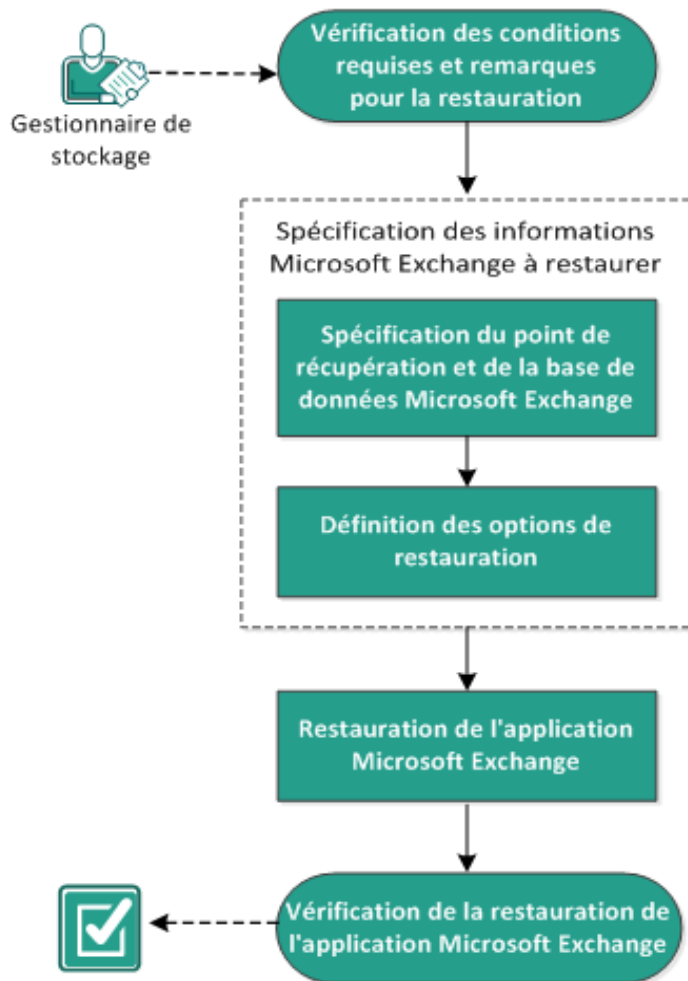 Vérification des conditions
requises et remarques
pour la restauration
Gestionnaire de
stockage
Spécification des informations
Microsoft Exchange à restaurer
Spécification du point de
récupération et de la base de
données Microsoft Exchange
Définition des options de
restauration
Restauration de l'application
Microsoft Exchange
Vérification de la restauration de
l'application Microsoft Exchange